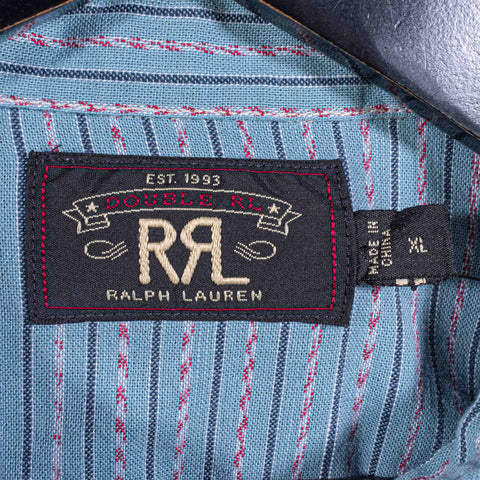 EST. 1993
DOUBLE RL
RRL
RALPH LAUREN
MADE IN
CHINA
XL